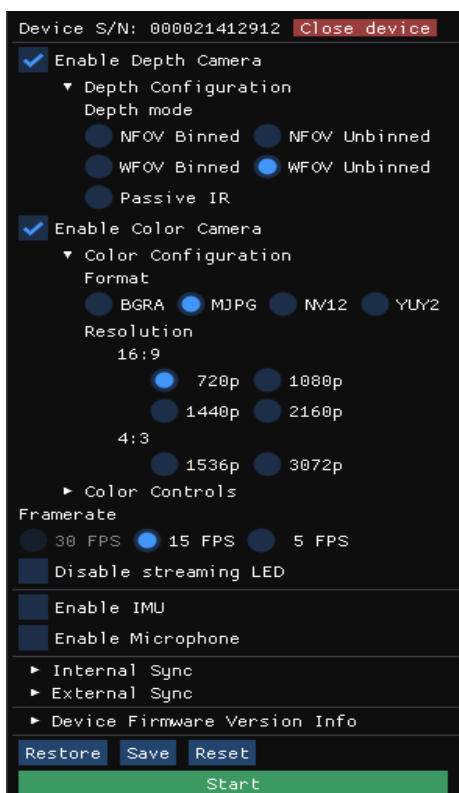 Device S/N: 000021412912 Close device
Enable Depth Camera
Depth Configuration
Depth mode
NFOV Binned NFOV Unbinned
WFOV Binned WFOV Unbinned
Passive IR
Enable Color Camera
Color Configuration
Format
BGRA MJPG NV12 YUY2
Resolution
16:9
720p 1080p
1440p 2160p
4:3
1536p 3072p
Color Controls
Framerate
30 FPS 15 FPS 5 FPS
Disable streaming LED
Enable IMU
Enable Microphone
Internal Sync
External Sync
Device Firmware Version Info
Restore Save Reset
Start